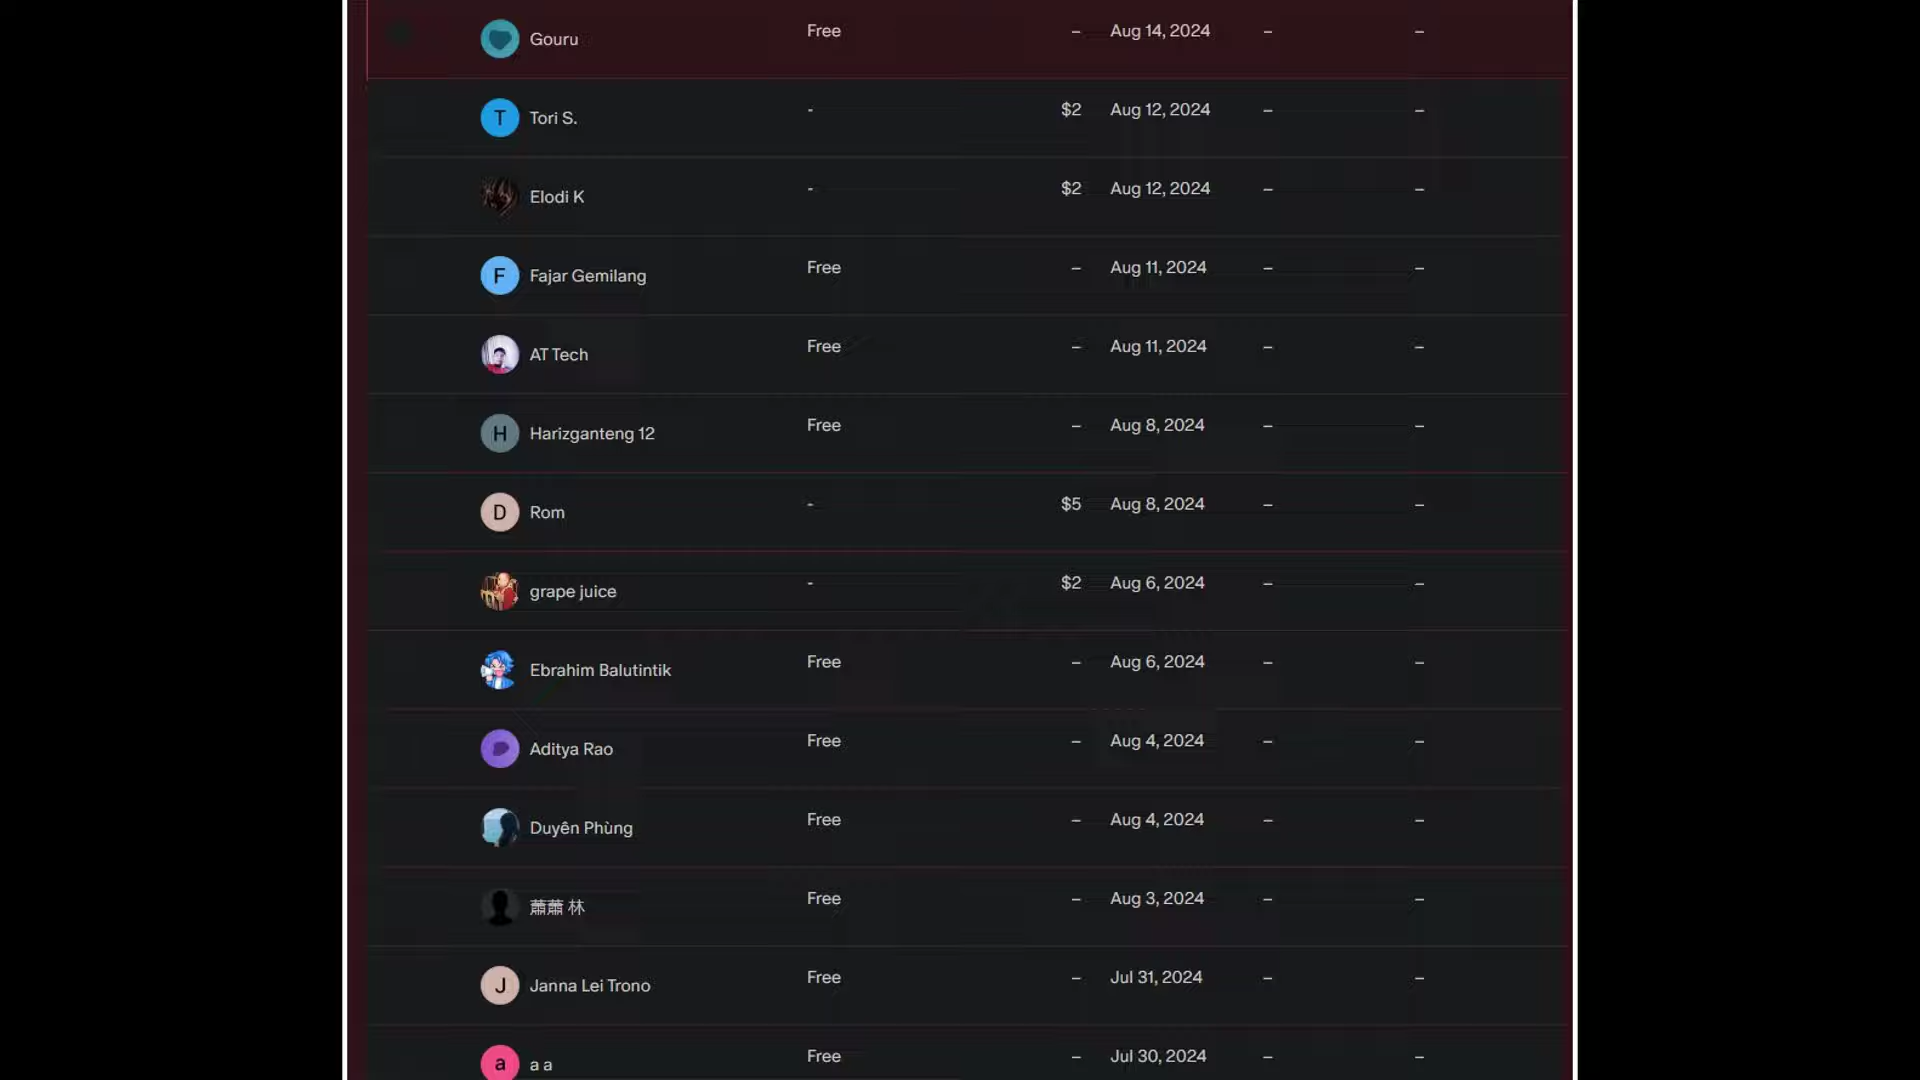 Gouru Free – Aug 14, 2024 – –
T Tori S. - $2 Aug 12, 2024 – –
Elodi K - $2 Aug 12, 2024 – –
F Fajar Gemilang Free – Aug 11, 2024 – –
AT Tech Free – Aug 11, 2024 – –
H Harizganteng 12 Free – Aug 8, 2024 – –
D Rom - $5 Aug 8, 2024 – –
grape juice - $2 Aug 6, 2024 – –
Ebrahim Balutintik Free – Aug 6, 2024 – –
Aditya Rao Free – Aug 4, 2024 – –
Duyên Phùng Free – Aug 4, 2024 – –
蕭蕭 林 Free – Aug 3, 2024 – –
J Janna Lei Trono Free – Jul 31, 2024 – –
a a a Free – Jul 30, 2024 – –